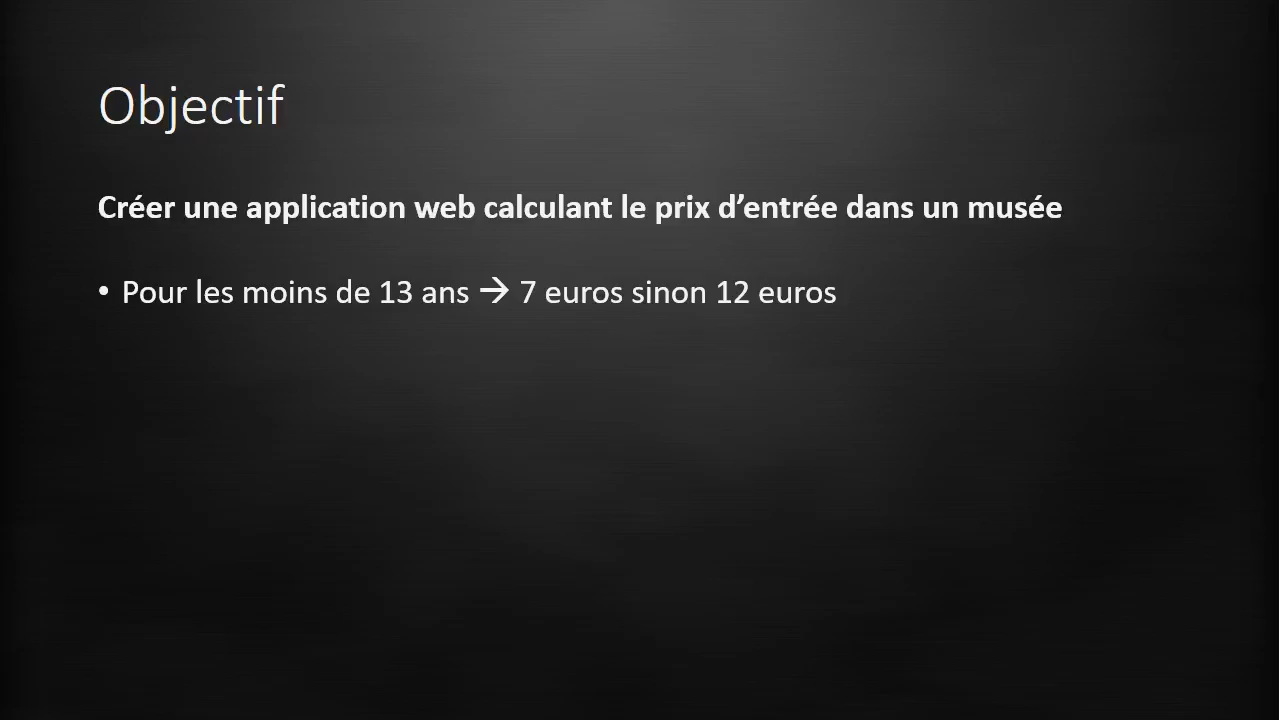 Objectif
Créer une application web calculant le prix d’entrée dans un musée
• Pour les moins de 13 ans → 7 euros sinon 12 euros